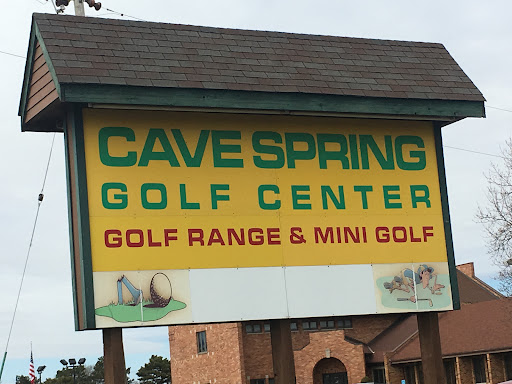 CAVE SPRING
GOLF CENTER
GOLF RANGE & MINI GOLF